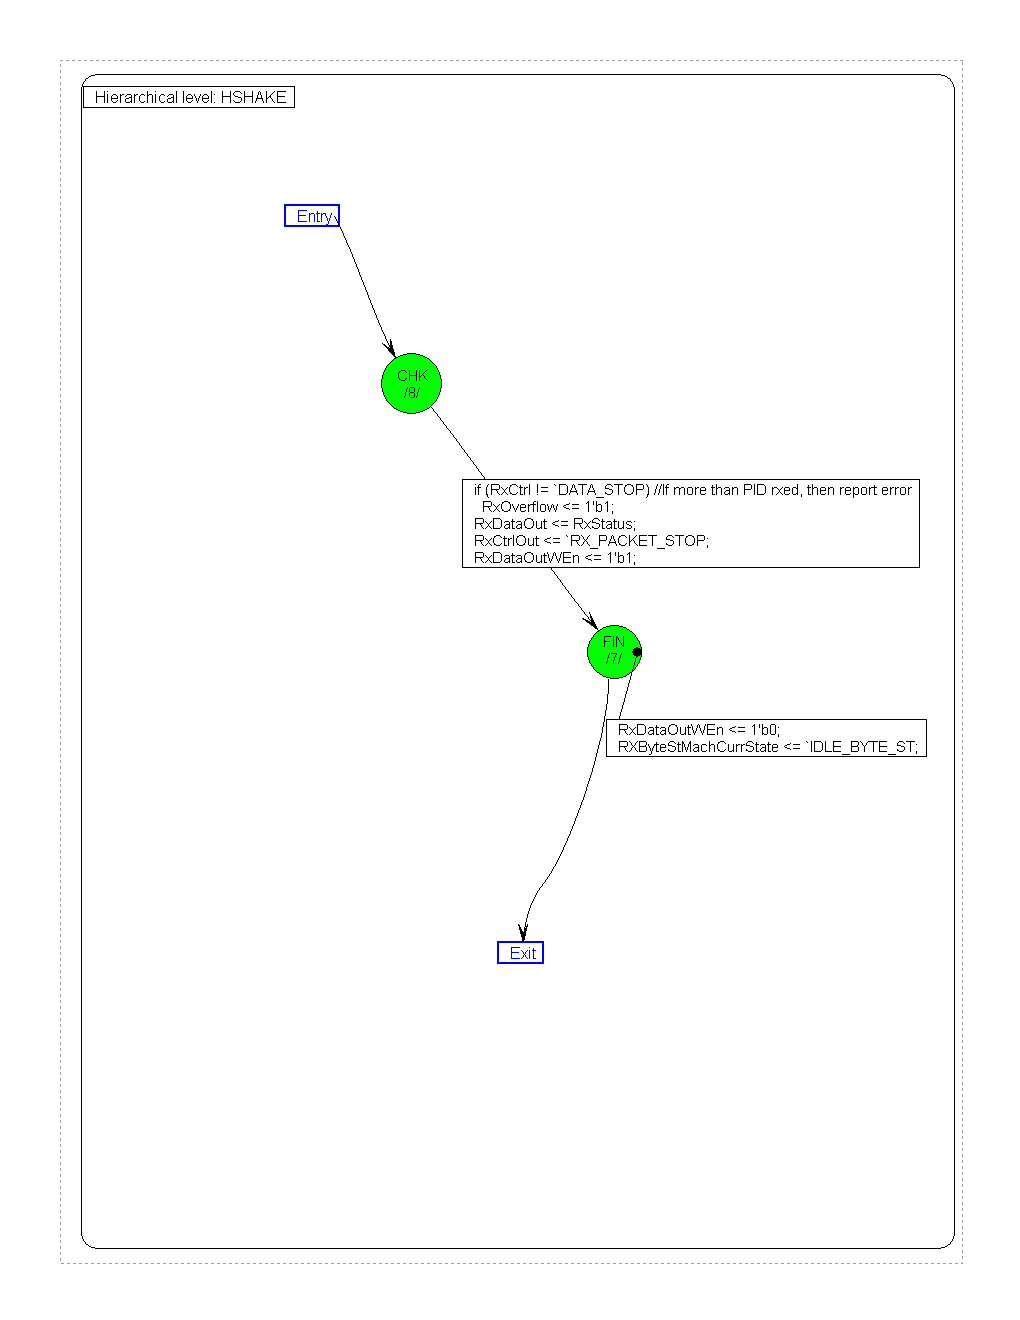 Hierarchical level: HSHAKE
Entry
CHK
/8/
if (RxCtrl != `DATA_STOP) //If more than PID rxed, then report error
RxOverflow <= 1'b1;
RxDataOut <= RxStatus;
RxCtrlOut <= `RX_PACKET_STOP;
RxDataOutWEn <= 1'b1;
FIN
/7/
RxDataOutWEn <= 1'b0;
RXByteStMachCurrState <= `IDLE_BYTE_ST;
Exit